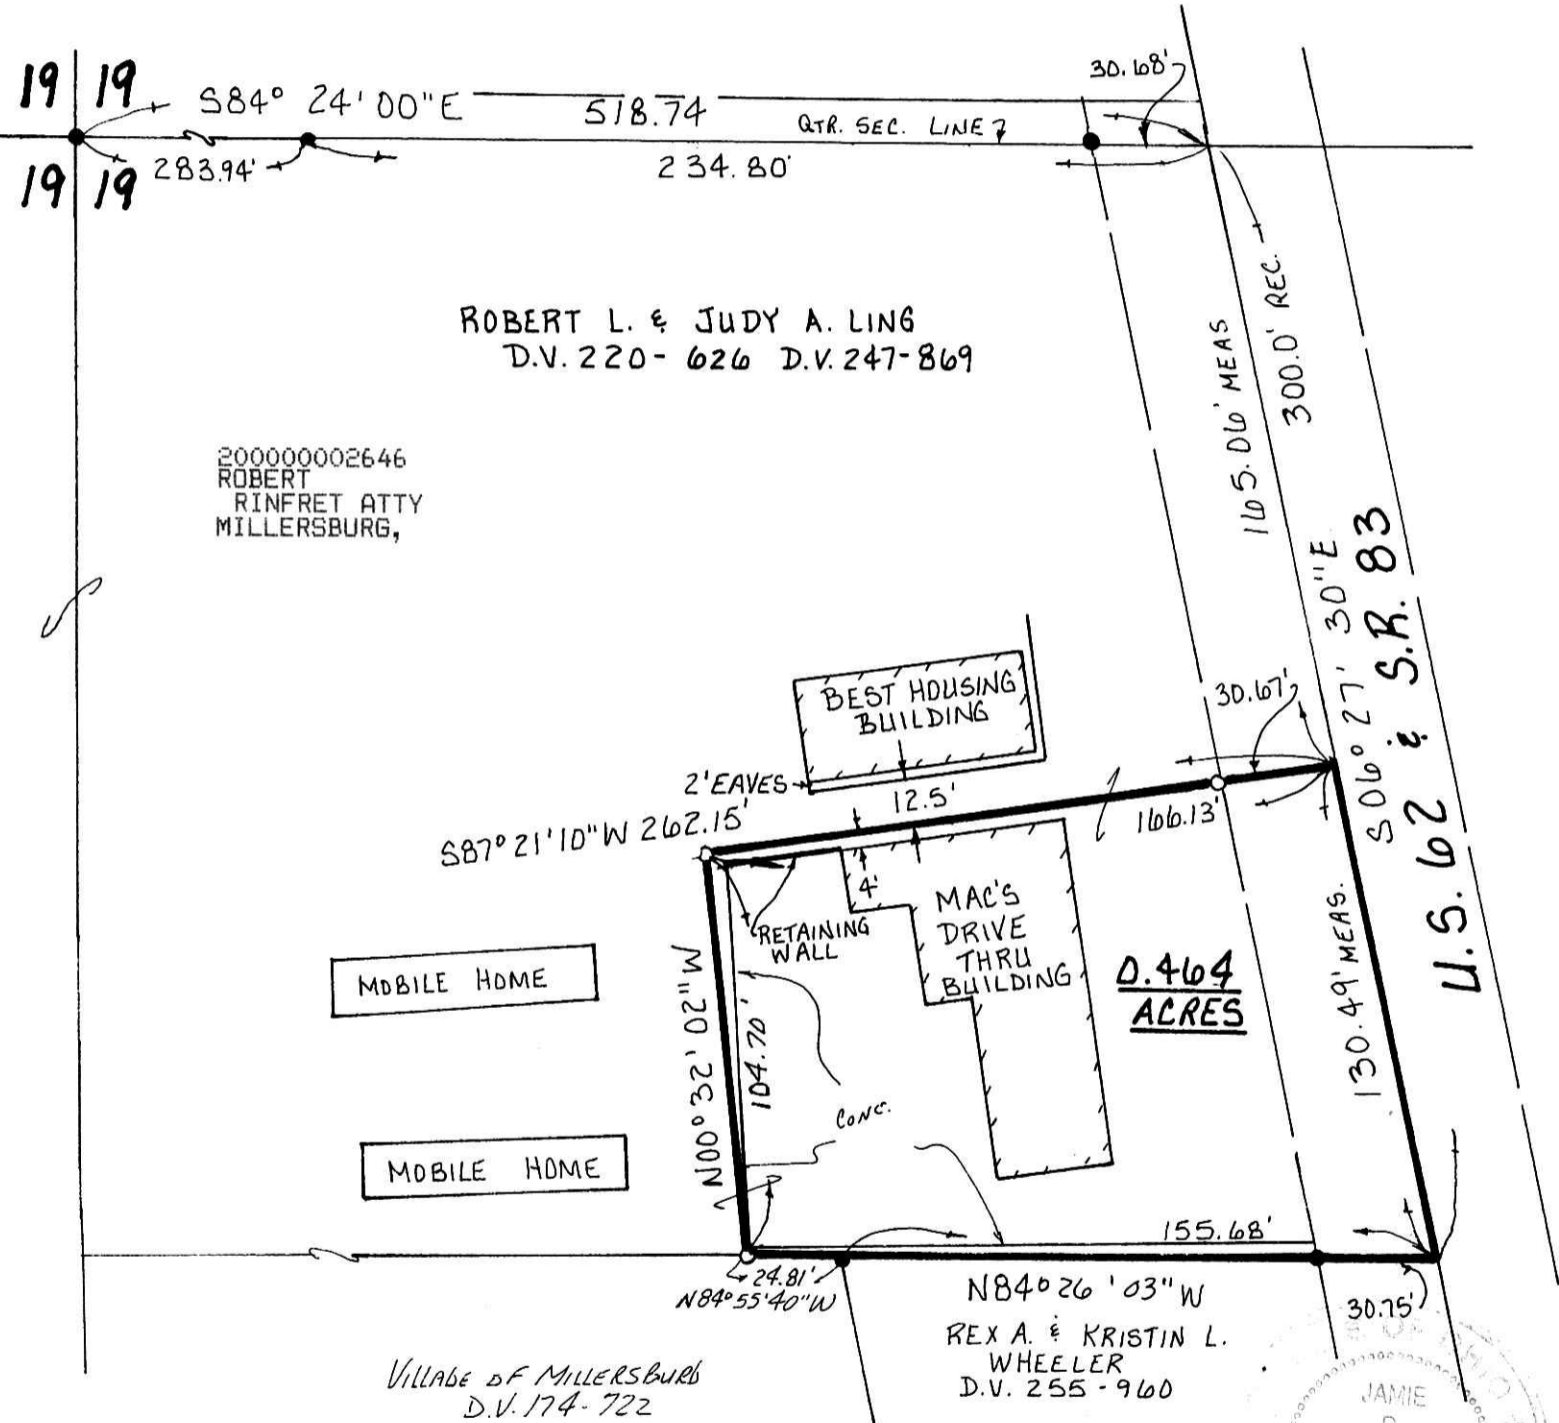 19 19
S84° 24' 00"E
518.74
30.68'
QTR. SEC. LINE
19 19
283.94'
234.80'
165.06' MEAS
300.0' REC.
ROBERT L. & JUDY A. LING
D.V. 220-626 D.V. 247-869
200000002646
ROBERT
RINFRET ATTY
MILLERSBURG,
S06° 27' 30"E
U.S. 62 & S.R. 83
BEST HOUSING
BUILDING
30.67'
2' EAVES
12.5'
S87° 21' 10"W 262.15'
166.13'
4'
RETAINING
WALL
MAC'S
DRIVE
THRU
BUILDING
0.464
ACRES
130.49' MEAS.
MOBILE HOME
N00° 32' 02"W
104.70'
CONC.
MOBILE HOME
155.68'
24.81'
N84° 55' 40"W
N84° 26' 03"W
30.75'
REX A. & KRISTIN L.
WHEELER
D.V. 255-960
VILLAGE OF MILLERSBURG
D.V. 174-722
JAMIE